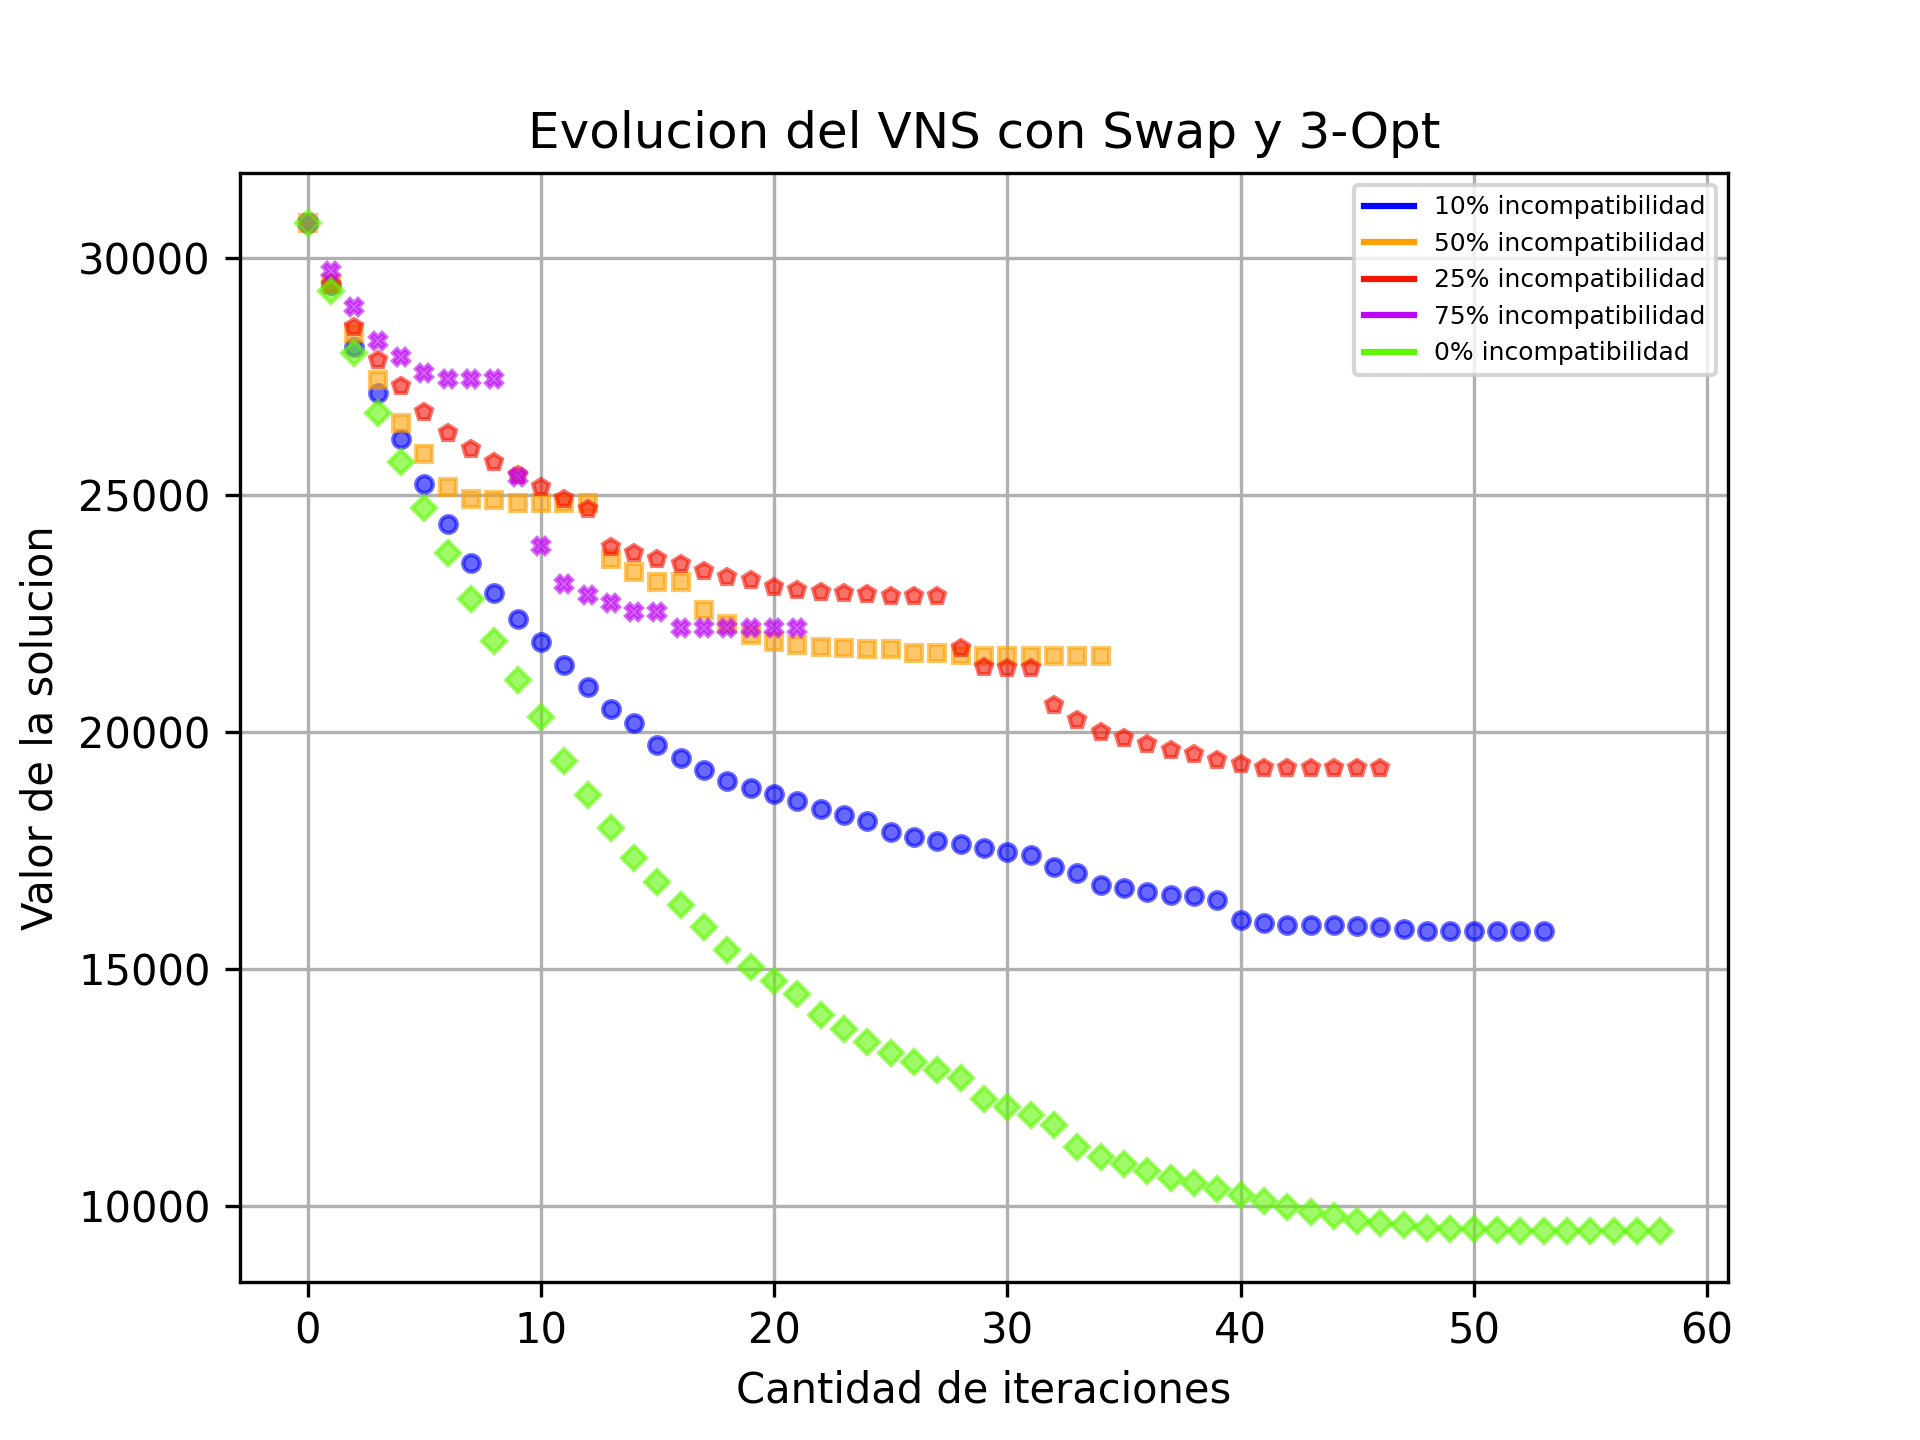 Evolucion del VNS con Swap y 3-Opt
10% incompatibilidad
50% incompatibilidad
25% incompatibilidad
75% incompatibilidad
0% incompatibilidad
Valor de la solucion
30000
25000
20000
15000
10000
0 10 20 30 40 50 60
Cantidad de iteraciones